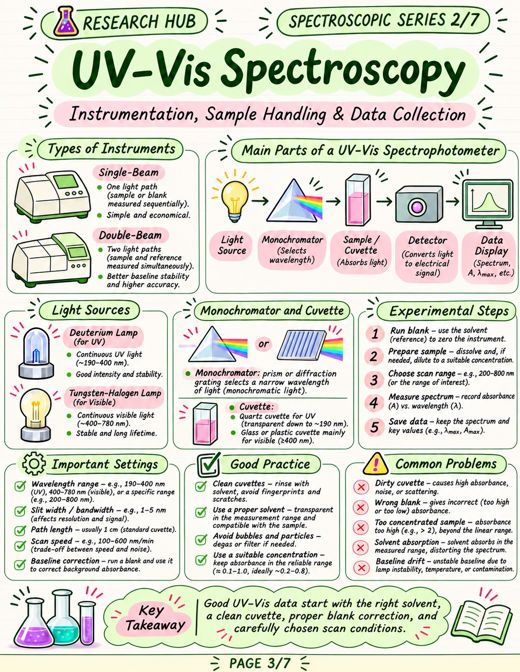 RESEARCH HUB
SPECTROSCOPIC SERIES 2/7
UV-Vis Spectroscopy
Instrumentation, Sample Handling & Data Collection
Types of Instruments
Single-Beam
• One light path
(sample or blank
measured sequentially).
• Simple and economical.
Double-Beam
• Two light paths
(sample and reference
measured simultaneously).
• Better baseline stability
and higher accuracy.
Main Parts of a UV-Vis Spectrophotometer
Light
Source
Monochromator
(Selects
wavelength)
Sample /
Cuvette
(Absorbs light)
Detector
(Converts light
to electrical
signal)
Data
Display
(Spectrum,
A, λmax, etc.)
Light Sources
Deuterium Lamp
(for UV)
• Continuous UV light
(~190–400 nm).
• Good intensity and stability.
Tungsten-Halogen Lamp
(for Visible)
• Continuous visible light
(~400–780 nm).
• Stable and long lifetime.
Monochromator and Cuvette
or
• Monochromator: prism or diffraction
grating selects a narrow wavelength
of light (monochromatic light).
• Cuvette:
• Quartz cuvette for UV
(transparent down to ~190 nm).
• Glass or plastic cuvette mainly
for visible (≥400 nm).
Experimental Steps
1 Run blank – use the solvent
(reference) to zero the instrument.
2 Prepare sample – dissolve and, if
needed, dilute to a suitable concentration.
3 Choose scan range – e.g., 200–800 nm
(or the range of interest).
4 Measure spectrum – record absorbance
(A) vs. wavelength (λ).
5 Save data – keep the spectrum and
key values (e.g., λmax, Amax).
Important Settings
Wavelength range – e.g., 190–400 nm
(UV), 400–780 nm (visible), or a specific range
(e.g., 200–800 nm).
Slit width / bandwidth – e.g., 1–5 nm
(affects resolution and signal).
Path length – usually 1 cm (standard cuvette).
Scan speed – e.g., 100–600 nm/min
(trade-off between speed and noise).
Baseline correction – run a blank and use it
to correct background absorbance.
Good Practice
Clean cuvettes – rinse with
solvent, avoid fingerprints and
scratches.
Use a proper solvent – transparent
in the measurement range and
compatible with the sample.
Avoid bubbles and particles –
degas or filter if needed.
Use a suitable concentration –
keep absorbance in the reliable range
(≈ 0.1–1.0, ideally ~0.2–0.8).
Common Problems
Dirty cuvette – causes high absorbance,
noise, or scattering.
Wrong blank – gives incorrect (too high
or too low) absorbance.
Too concentrated sample – absorbance
too high (e.g., > 2), beyond the linear range.
Solvent absorption – solvent absorbs in the
measured range, distorting the spectrum.
Baseline drift – unstable baseline due to
lamp instability, temperature, or contamination.
Key
Takeaway
Good UV-Vis data start with the right solvent,
a clean cuvette, proper blank correction, and
carefully chosen scan conditions.
PAGE 3/7